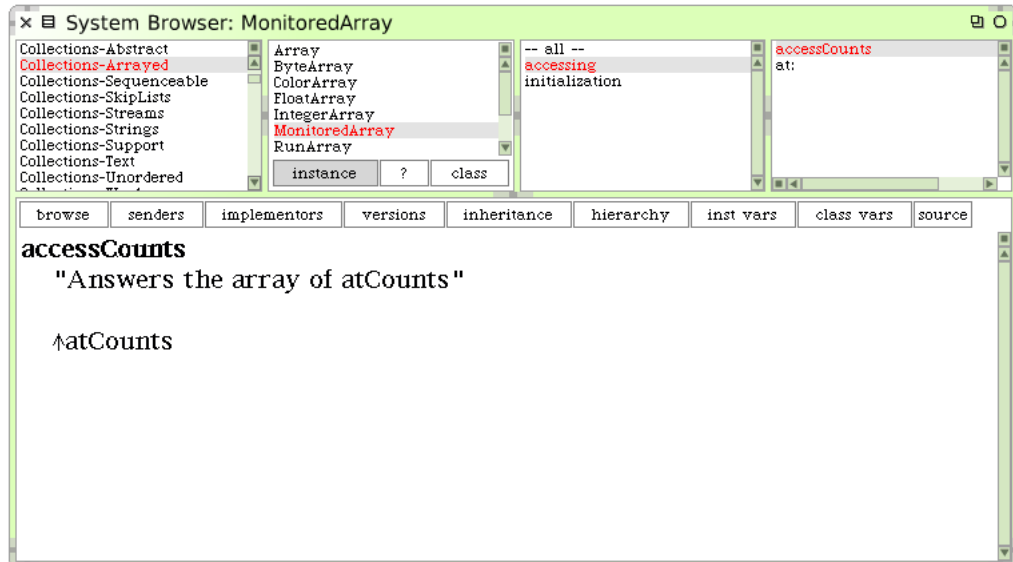 System Browser: MonitoredArray
Collections-Abstract
Collections-Arrayed
Collections-Sequenceable
Collections-SkipLists
Collections-Streams
Collections-Strings
Collections-Support
Collections-Text
Collections-Unordered
Array
ByteArray
ColorArray
FloatArray
IntegerArray
MonitoredArray
RunArray
instance ? class
-- all --
accessing
initialization
accessCounts
at:
browse senders implementors versions inheritance hierarchy inst vars class vars source
accessCounts
"Answers the array of atCounts"
↑atCounts